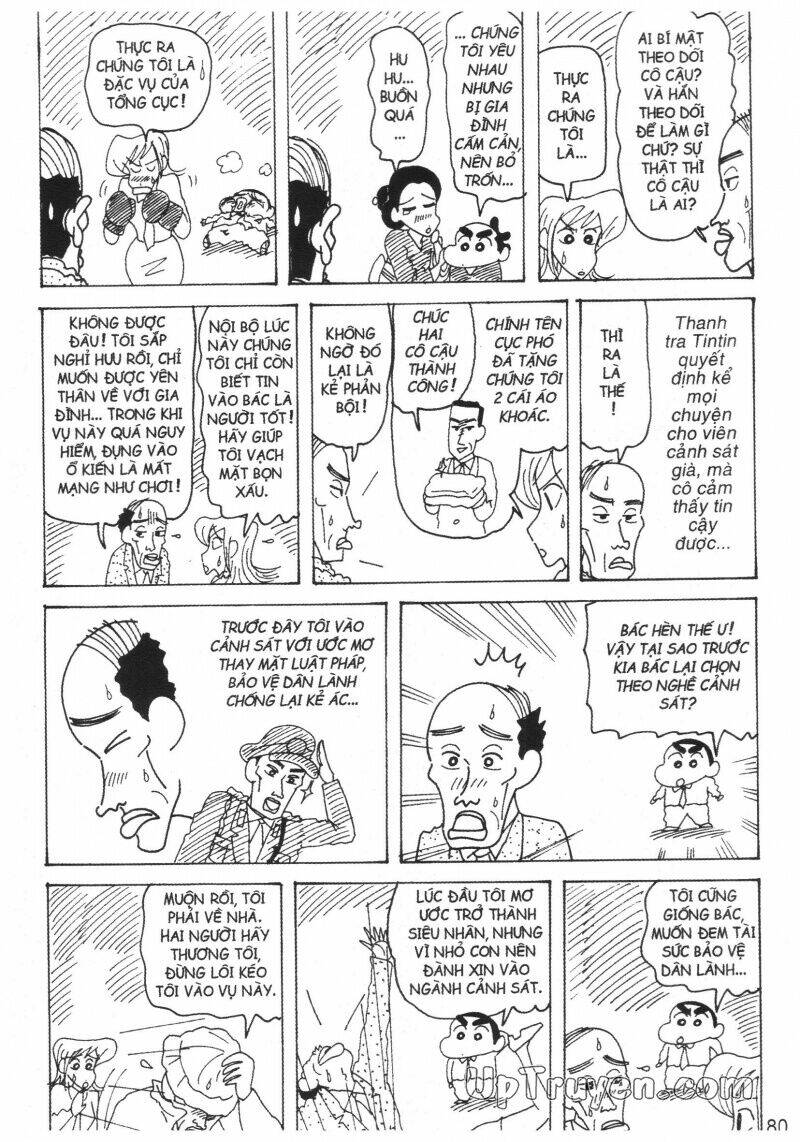 AI BÍ MẬT
THEO DÕI
CÔ CẬU?
VÀ HẮN
THEO DÕI
ĐỂ LÀM GÌ
CHỨ? SỰ
THẬT THÌ
CÔ CẬU
LÀ AI?
THỰC
RA
CHÚNG
TÔI
LÀ...
... CHÚNG
TÔI YÊU
NHAU
NHƯNG
BỊ GIA
ĐÌNH
CẤM CẢN,
NÊN BỎ
TRỐN...
HU
HU...
BUỒN
QUÁ
...
THỰC RA
CHÚNG TÔI LÀ
ĐẶC VỤ CỦA
TỔNG CỤC!
Thanh
tra Tintin
quyết
định kể
mọi
chuyện
cho viên
cảnh sát
già, mà
cô cảm
thấy tin
cậy
được...
THÌ
RA
LÀ
THẾ
!
CHÍNH TÊN
CỤC PHÓ
ĐÃ TẶNG
CHÚNG TÔI
2 CÁI ÁO
KHOÁC.
CHÚC
HAI
CÔ CẬU
THÀNH
CÔNG!
KHÔNG
NGỜ ĐÓ
LẠI LÀ
KẺ PHẢN
BỘI!
NỘI BỘ LÚC
NÀY CHÚNG
TÔI CHỈ CÒN
BIẾT TIN
VÀO BÁC LÀ
NGƯỜI TỐT!
HÃY GIÚP
TÔI VẠCH
MẶT BỌN
XẤU.
KHÔNG ĐƯỢC
ĐÂU! TÔI SẮP
NGHỈ HƯU RỒI, CHỈ
MUỐN ĐƯỢC YÊN
THÂN VỀ VỚI GIA
ĐÌNH... TRONG KHI
VỤ NÀY QUÁ NGUY
HIỂM, ĐỤNG VÀO
Ổ KIẾN LÀ MẤT
MẠNG NHƯ CHƠI!
BÁC HÈN THẾ Ư!
VẬY TẠI SAO TRƯỚC
KIA BÁC LẠI CHỌN
THEO NGHỀ CẢNH
SÁT?
TRƯỚC ĐÂY TÔI VÀO
CẢNH SÁT VỚI ƯỚC MƠ
THAY MẶT LUẬT PHÁP,
BẢO VỆ DÂN LÀNH
CHỐNG LẠI KẺ ÁC...
TÔI CŨNG
GIỐNG BÁC,
MUỐN ĐEM TÀI
SỨC BẢO VỆ
DÂN LÀNH...
LÚC ĐẦU TÔI MƠ
ƯỚC TRỞ THÀNH
SIÊU NHÂN, NHƯNG
VÌ NHỎ CON NÊN
ĐÀNH XIN VÀO
NGÀNH CẢNH SÁT.
MUỘN RỒI, TÔI
PHẢI VỀ NHÀ.
HAI NGƯỜI HÃY
THƯƠNG TÔI,
ĐỪNG LÔI KÉO
TÔI VÀO VỤ NÀY.
UpTruyen.com
80